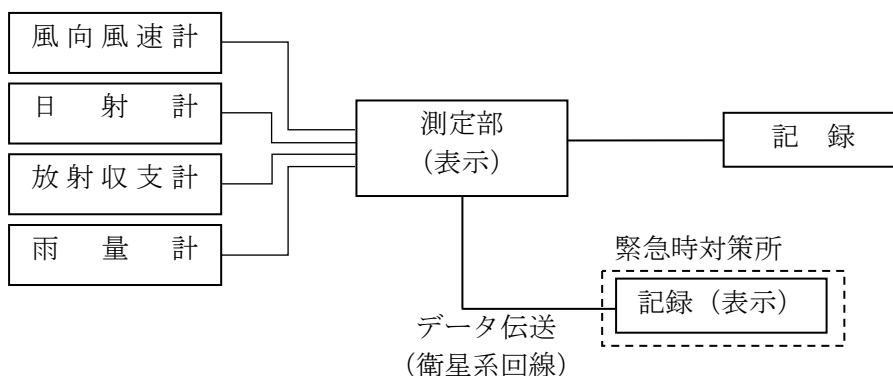 風向風速計
日射計
放射収支計
雨量計
測定部
(表示)
記録
緊急時対策所
記録(表示)
データ伝送
(衛星系回線)